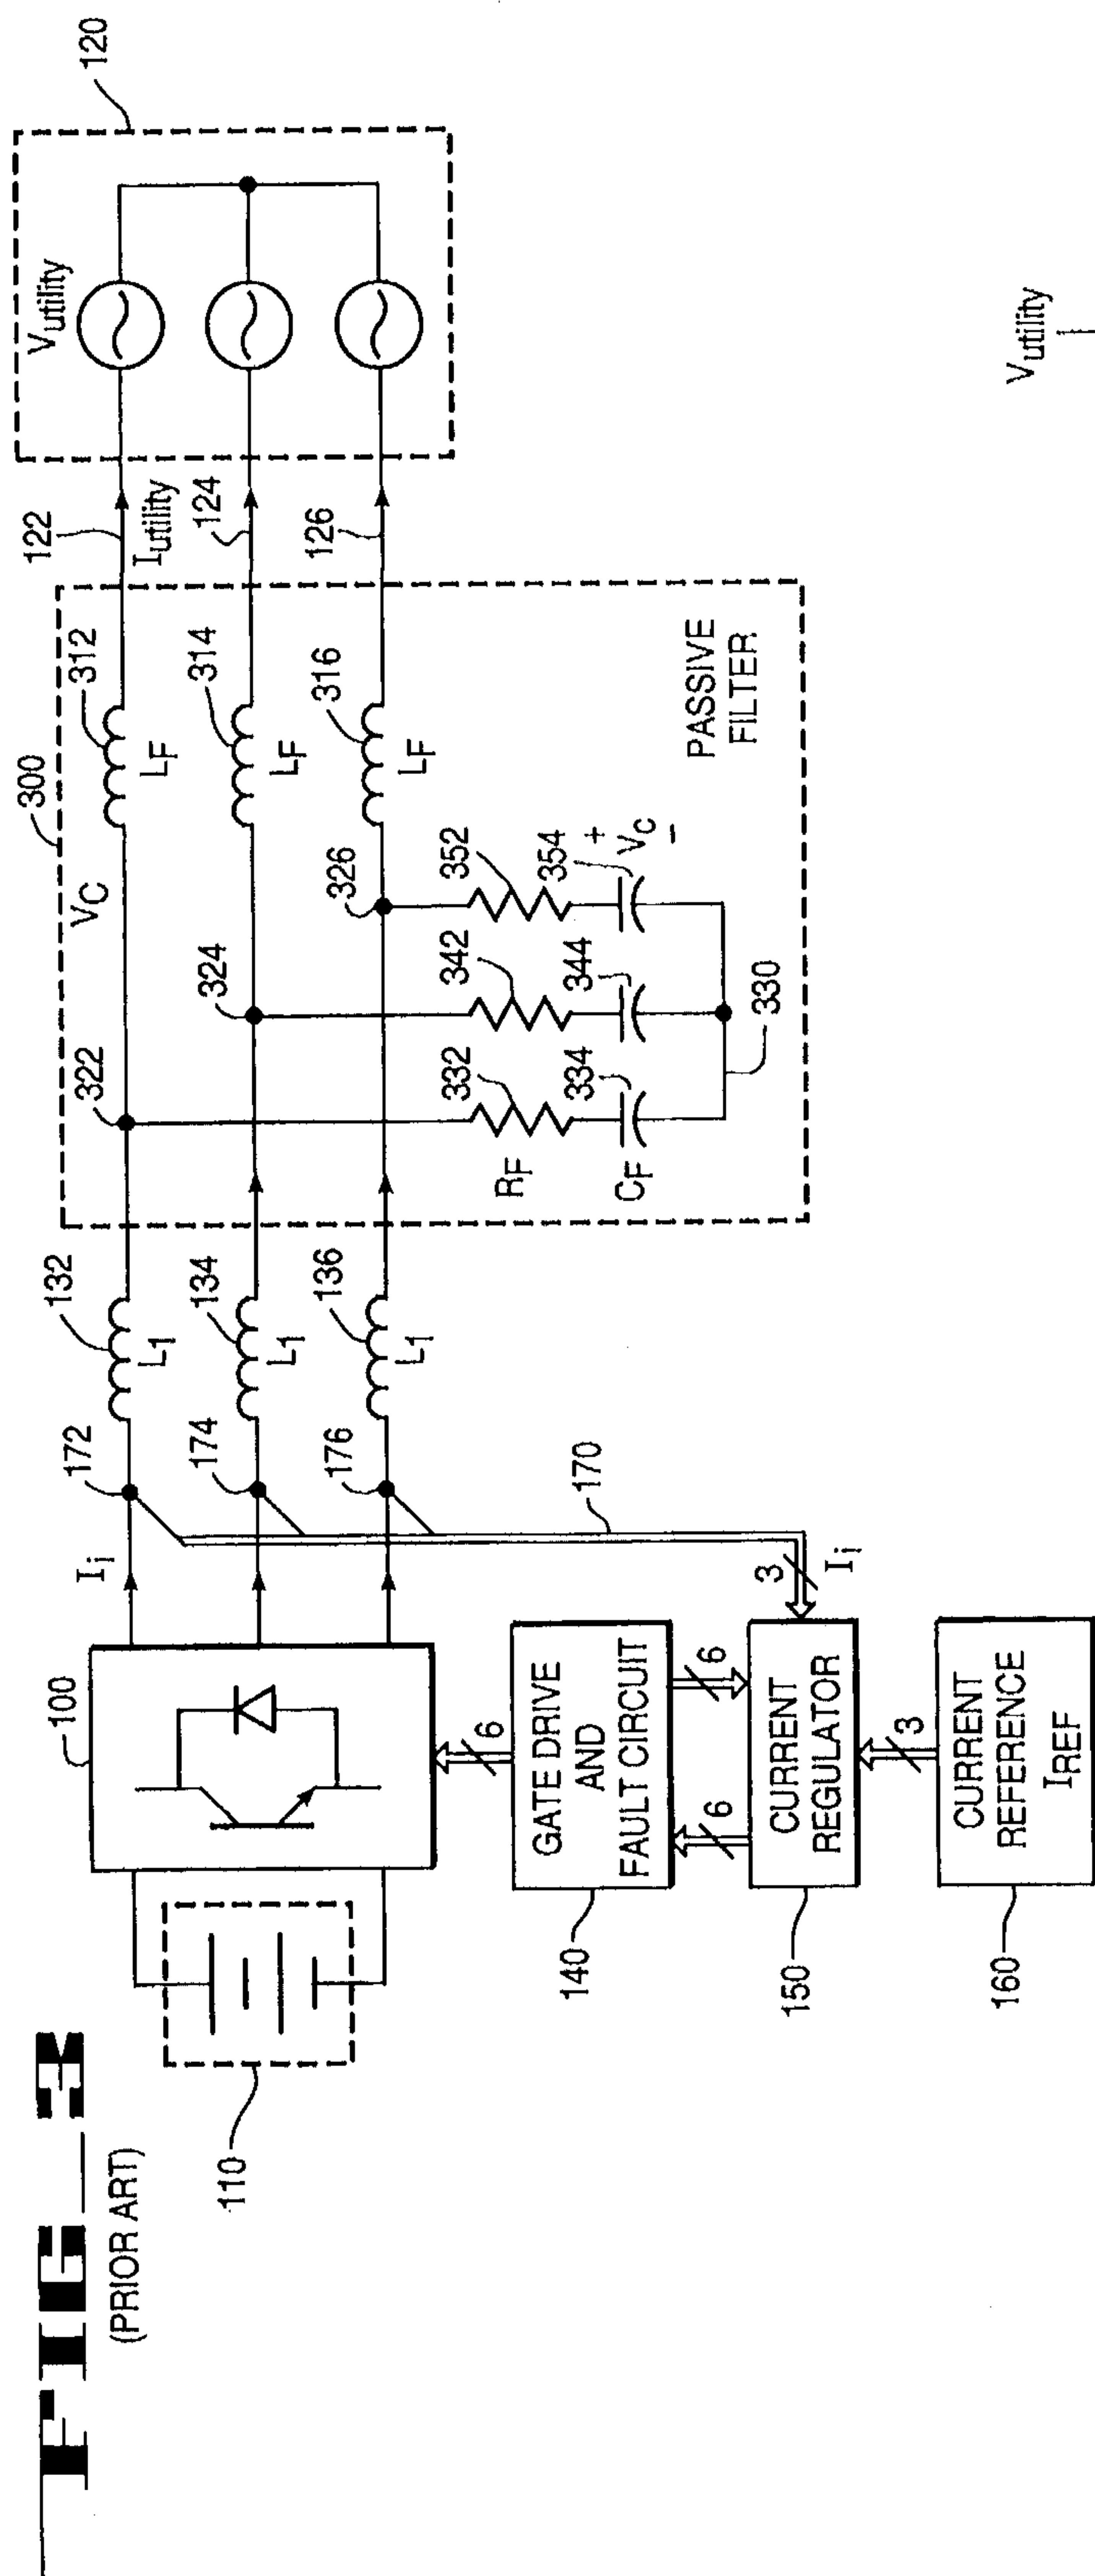 FIG_3
(PRIOR ART)
110
100
Ii
172
174
176
132
L1
134
L1
136
L1
170
3
Ii
140
GATE DRIVE
AND
FAULT CIRCUIT
6
6
6
150
CURRENT
REGULATOR
3
160
CURRENT
REFERENCE
IREF
300
VC
322
324
326
312
LF
314
LF
316
LF
332
342
352
RF
334
344
354
CF
+
VC
−
330
PASSIVE
FILTER
122
Iutility
124
126
120
Vutility
Vutility